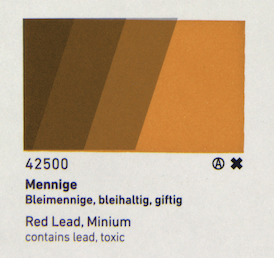 42500 Ⓐ ✖
Mennige
Bleimennige, bleihaltig, giftig
Red Lead, Minium
contains lead, toxic